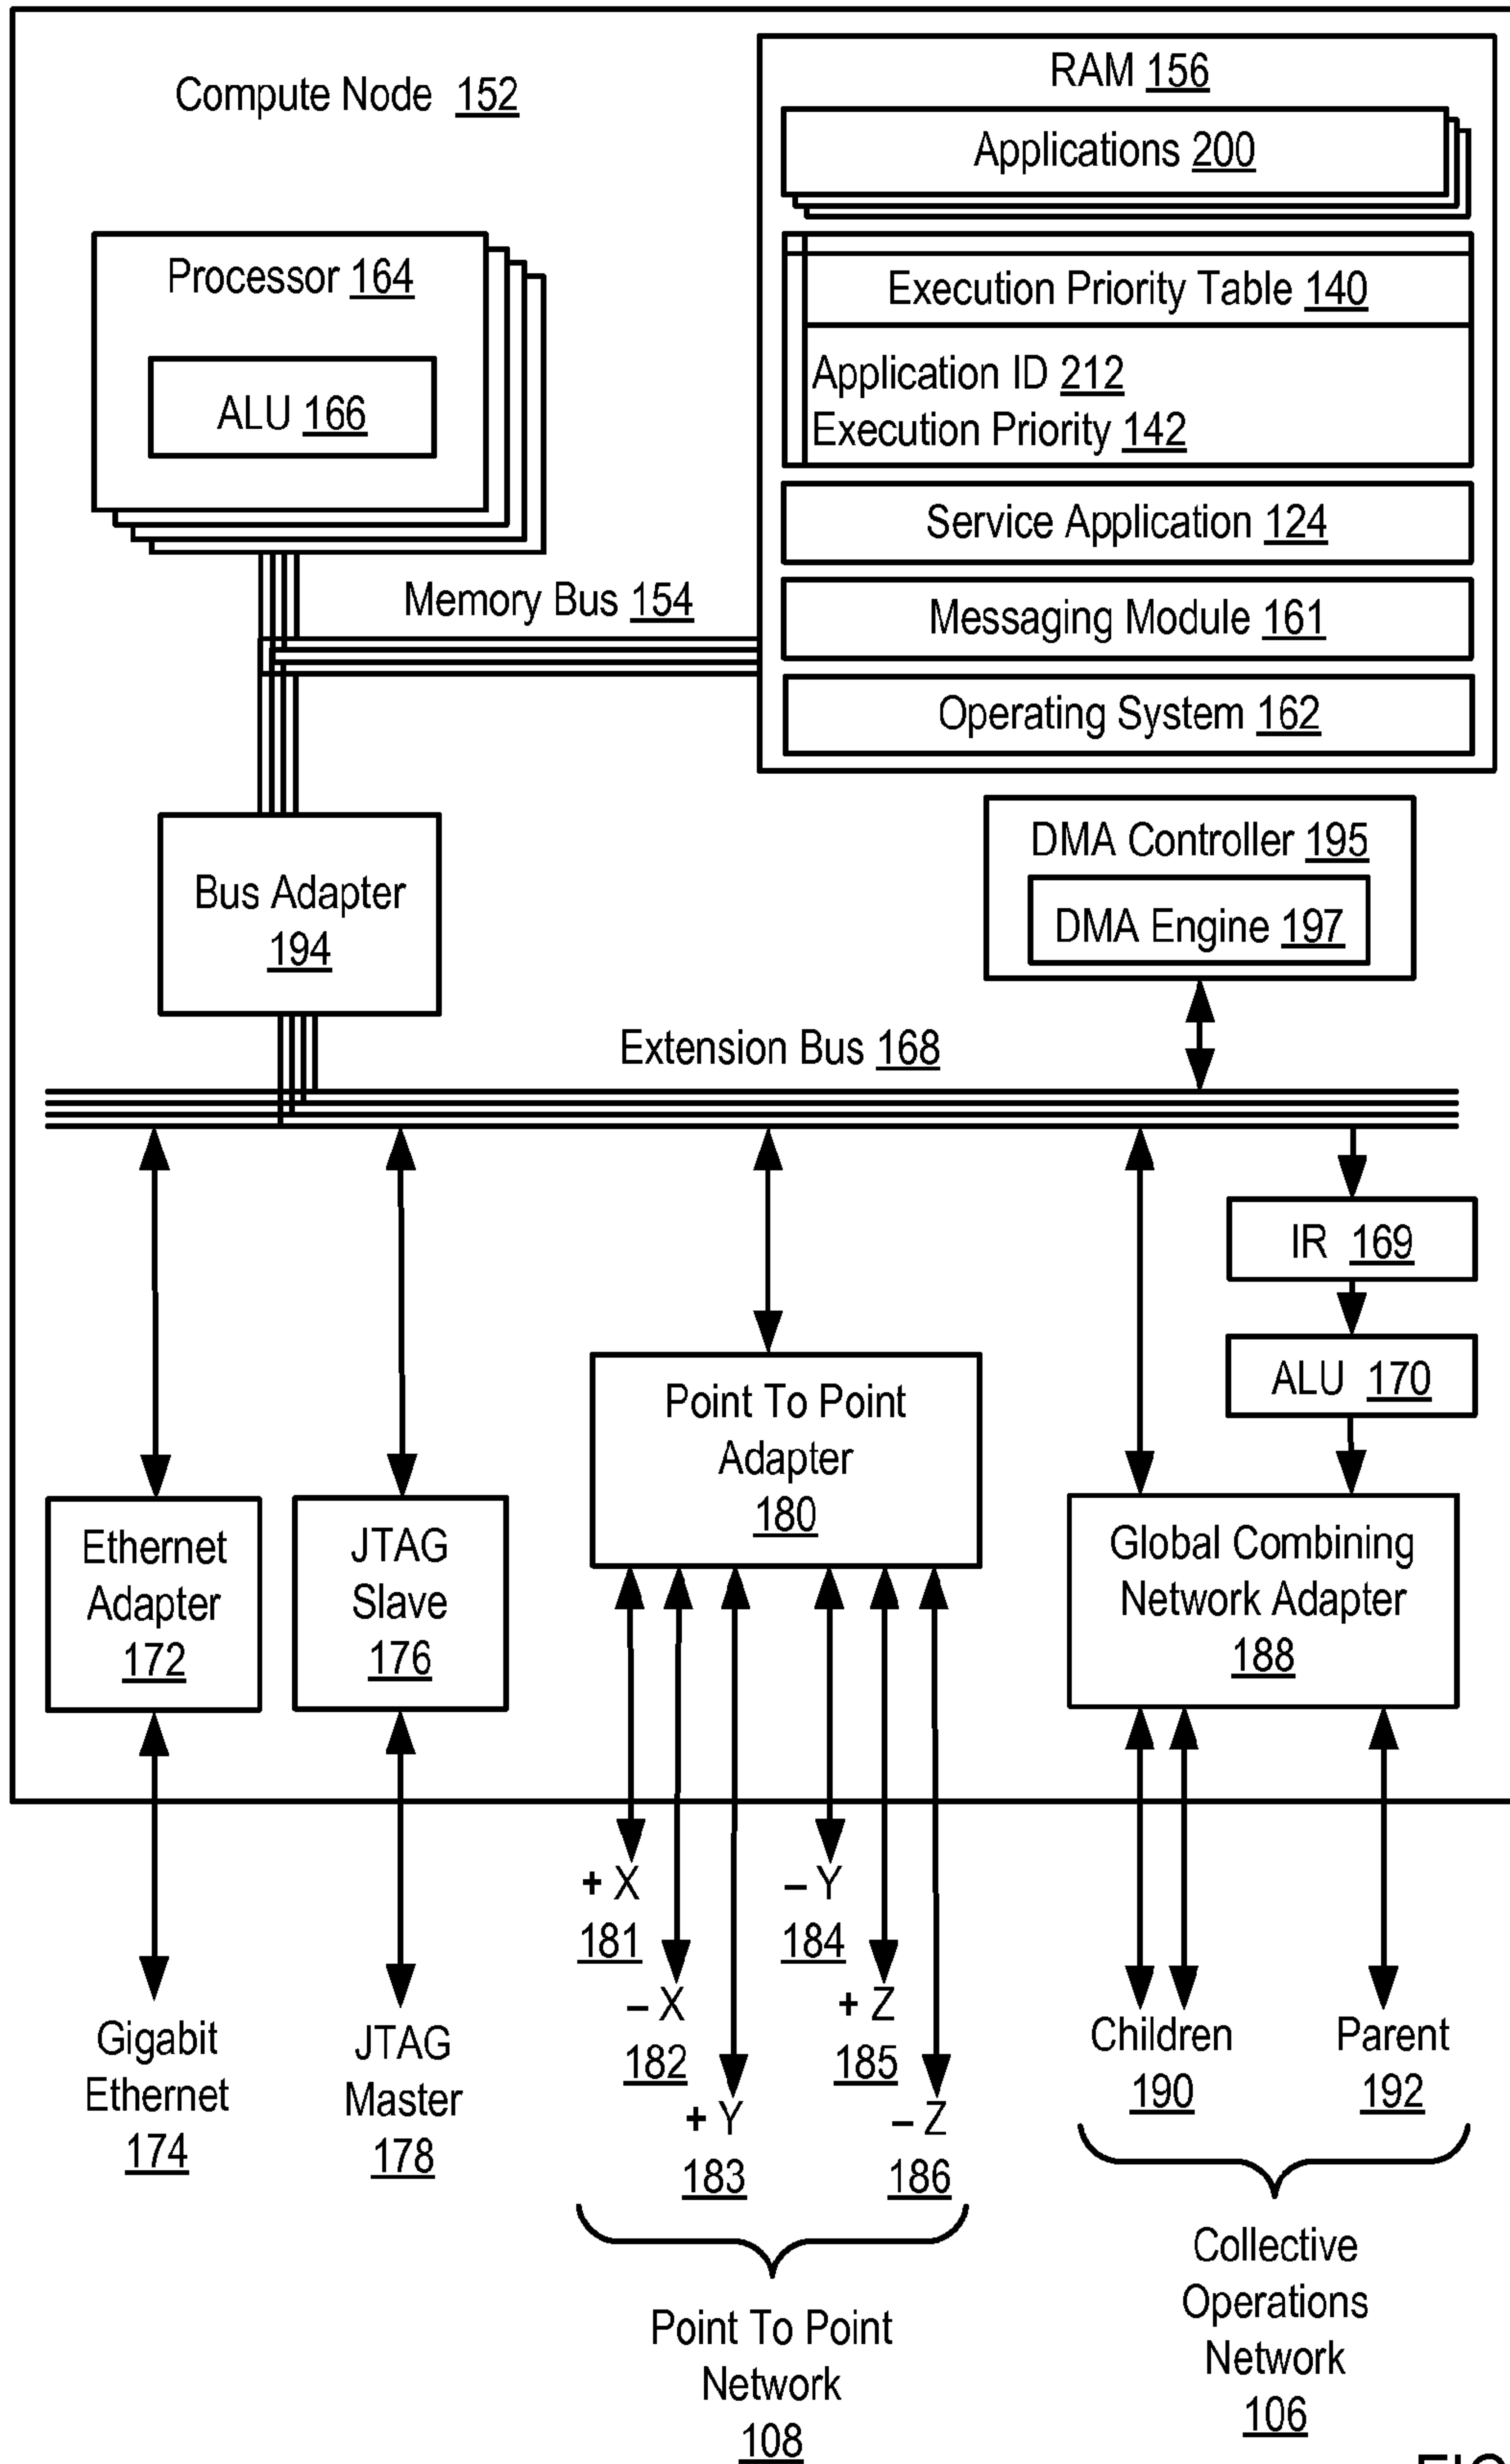 Compute Node 152
RAM 156
Applications 200
Execution Priority Table 140
Application ID 212
Execution Priority 142
Service Application 124
Messaging Module 161
Operating System 162
Processor 164
ALU 166
Memory Bus 154
Bus Adapter
194
DMA Controller 195
DMA Engine 197
Extension Bus 168
IR 169
ALU 170
Point To Point
Adapter
180
Ethernet
Adapter
172
JTAG
Slave
176
Global Combining
Network Adapter
188
+ X
181
– X
182
+ Y
183
– Y
184
+ Z
185
– Z
186
Gigabit
Ethernet
174
JTAG
Master
178
Children
190
Parent
192
Point To Point
Network
108
Collective
Operations
Network
106